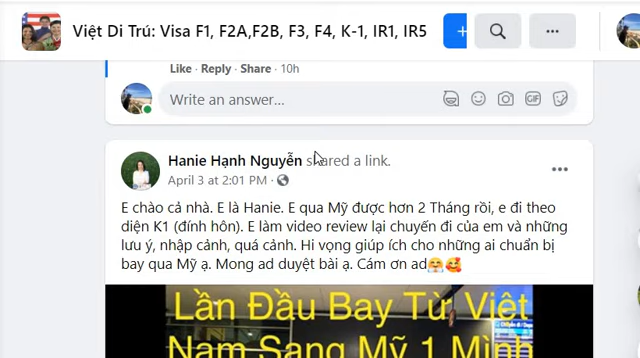 Việt Di Trú: Visa F1, F2A,F2B, F3, F4, K-1, IR1, IR5
Like · Reply · Share · 10h
Write an answer...
GIF
Hanie Hạnh Nguyễn shared a link.
April 3 at 2:01 PM ·
E chào cả nhà. E là Hanie. E qua Mỹ được hơn 2 Tháng rồi, e đi theo
diện K1 (đính hôn). E làm video review lại chuyến đi của em và những
lưu ý, nhập cảnh, quá cảnh. Hi vọng giúp ích cho những ai chuẩn bị
bay qua Mỹ ạ. Mong ad duyệt bài ạ. Cám ơn ad
Lần Đầu Bay Từ Việt
Nam Sang Mỹ 1 Mình